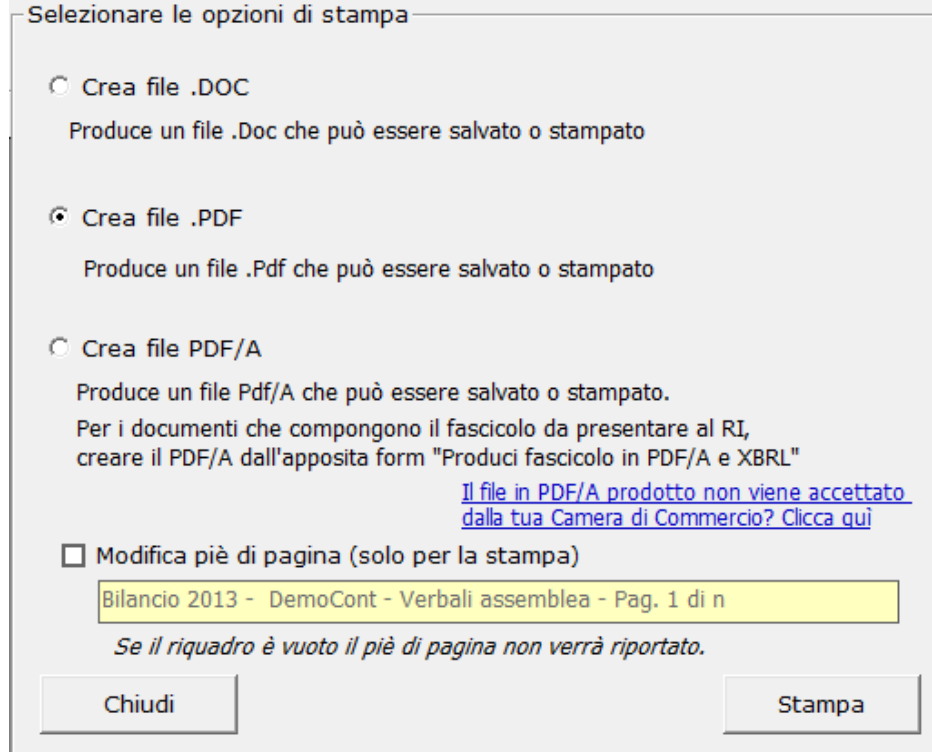 Selezionare le opzioni di stampa
Crea file .DOC
Produce un file .Doc che può essere salvato o stampato
Crea file .PDF
Produce un file .Pdf che può essere salvato o stampato
Crea file PDF/A
Produce un file Pdf/A che può essere salvato o stampato.
Per i documenti che compongono il fascicolo da presentare al RI,
creare il PDF/A dall'apposita form "Produci fascicolo in PDF/A e XBRL"
Il file in PDF/A prodotto non viene accettato
dalla tua Camera di Commercio? Clicca quì
Modifica piè di pagina (solo per la stampa)
Bilancio 2013 -  DemoCont - Verbali assemblea - Pag. 1 di n
Se il riquadro è vuoto il piè di pagina non verrà riportato.
Chiudi
Stampa